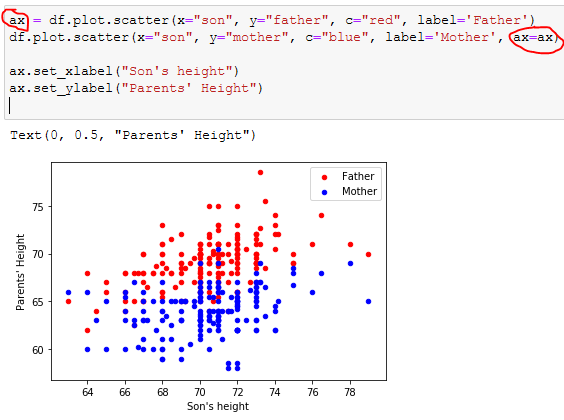 ax = df.plot.scatter(x="son", y="father", c="red", label='Father')
df.plot.scatter(x="son", y="mother", c="blue", label='Mother', ax=ax)
ax.set_xlabel("Son's height")
ax.set_ylabel("Parents' Height")
Text(0, 0.5, "Parents' Height")
Father
Mother
75
70
65
60
Parents' Height
64 66 68 70 72 74 76 78
Son's height